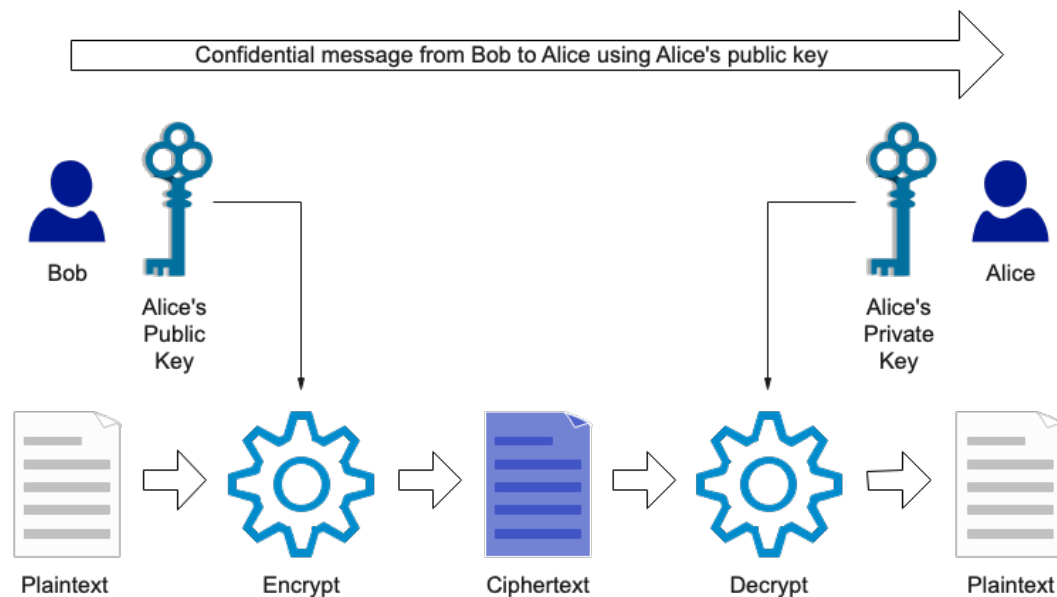 Confidential message from Bob to Alice using Alice's public key
Bob
Alice's
Public
Key
Alice's
Private
Key
Alice
Plaintext
Encrypt
Ciphertext
Decrypt
Plaintext